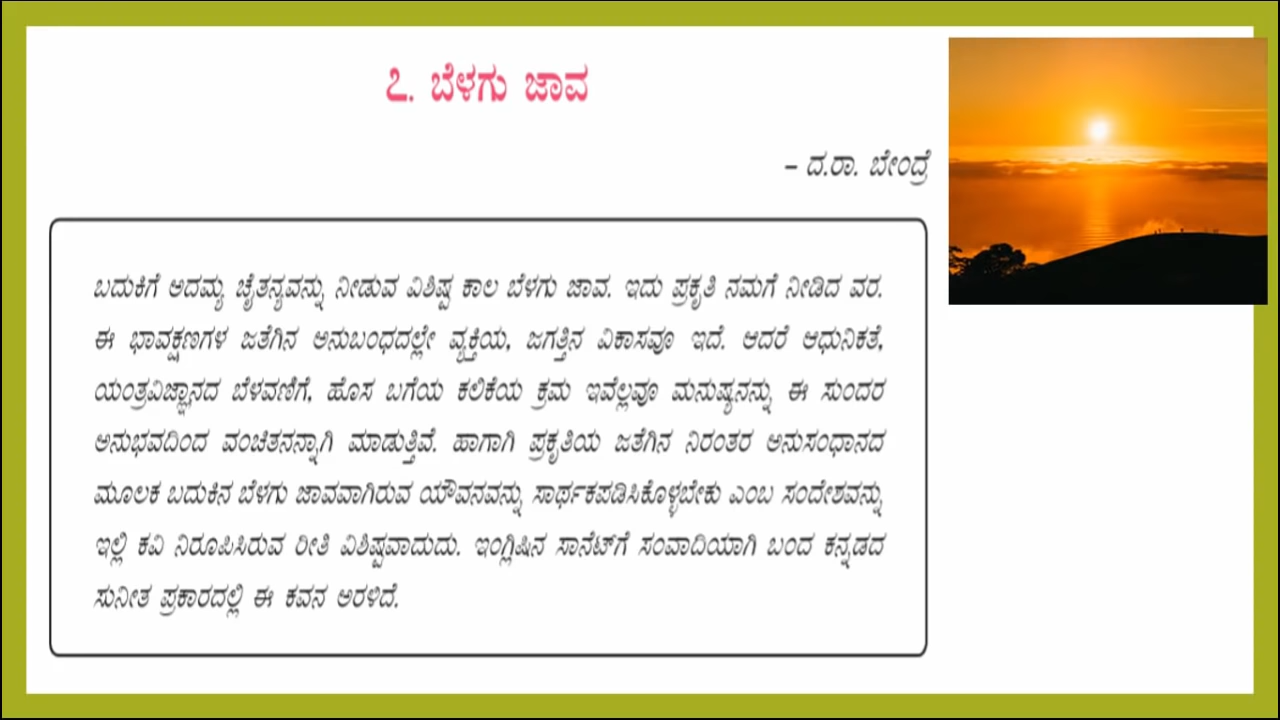 ೭. ಬೆಳಗು ಜಾವ
– ದ.ರಾ. ಬೇಂದ್ರೆ
ಬದುಕಿಗೆ ಅದಮ್ಯ ಚೈತನ್ಯವನ್ನು ನೀಡುವ ವಿಶಿಷ್ಟ ಕಾಲ ಬೆಳಗು ಜಾವ. ಇದು ಪ್ರಕೃತಿ ನಮಗೆ ನೀಡಿದ ವರ.
ಈ ಭಾವಕ್ಷಣಗಳ ಜತೆಗಿನ ಅನುಬಂಧದಲ್ಲೇ ವ್ಯಕ್ತಿಯ, ಜಗತ್ತಿನ ವಿಕಾಸವೂ ಇದೆ. ಆದರೆ ಆಧುನಿಕತೆ,
ಯಂತ್ರವಿಜ್ಞಾನದ ಬೆಳವಣಿಗೆ, ಹೊಸ ಬಗೆಯ ಕಲಿಕೆಯ ಕ್ರಮ ಇವೆಲ್ಲವೂ ಮನುಷ್ಯನನ್ನು ಈ ಸುಂದರ
ಅನುಭವದಿಂದ ವಂಚಿತನನ್ನಾಗಿ ಮಾಡುತ್ತಿವೆ. ಹಾಗಾಗಿ ಪ್ರಕೃತಿಯ ಜತೆಗಿನ ನಿರಂತರ ಅನುಸಂಧಾನದ
ಮೂಲಕ ಬದುಕಿನ ಬೆಳಗು ಜಾವವಾಗಿರುವ ಯೌವನವನ್ನು ಸಾರ್ಥಕಪಡಿಸಿಕೊಳ್ಳಬೇಕು ಎಂಬ ಸಂದೇಶವನ್ನು
ಇಲ್ಲಿ ಕವಿ ನಿರೂಪಿಸಿರುವ ರೀತಿ ವಿಶಿಷ್ಟವಾದುದು. ಇಂಗ್ಲಿಷಿನ ಸಾನೆಟ್‌ಗೆ ಸಂವಾದಿಯಾಗಿ ಬಂದ ಕನ್ನಡದ
ಸುನೀತ ಪ್ರಕಾರದಲ್ಲಿ ಈ ಕವನ ಅರಳಿದೆ.